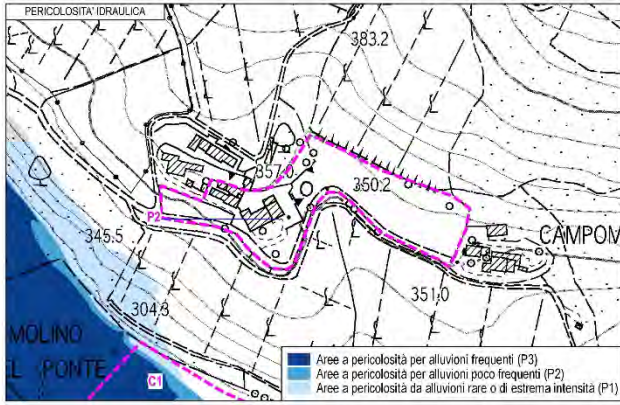 PERICOLOSITA' IDRAULICA
383.2
357.0
350.2
P2
345.5
CAMPOM
304.3
351.0
MOLINO
EL PONTE
C1
Aree a pericolosità per alluvioni frequenti (P3)
Aree a pericolosità per alluvioni poco frequenti (P2)
Aree a pericolosità da alluvioni rare o di estrema intensità (P1)